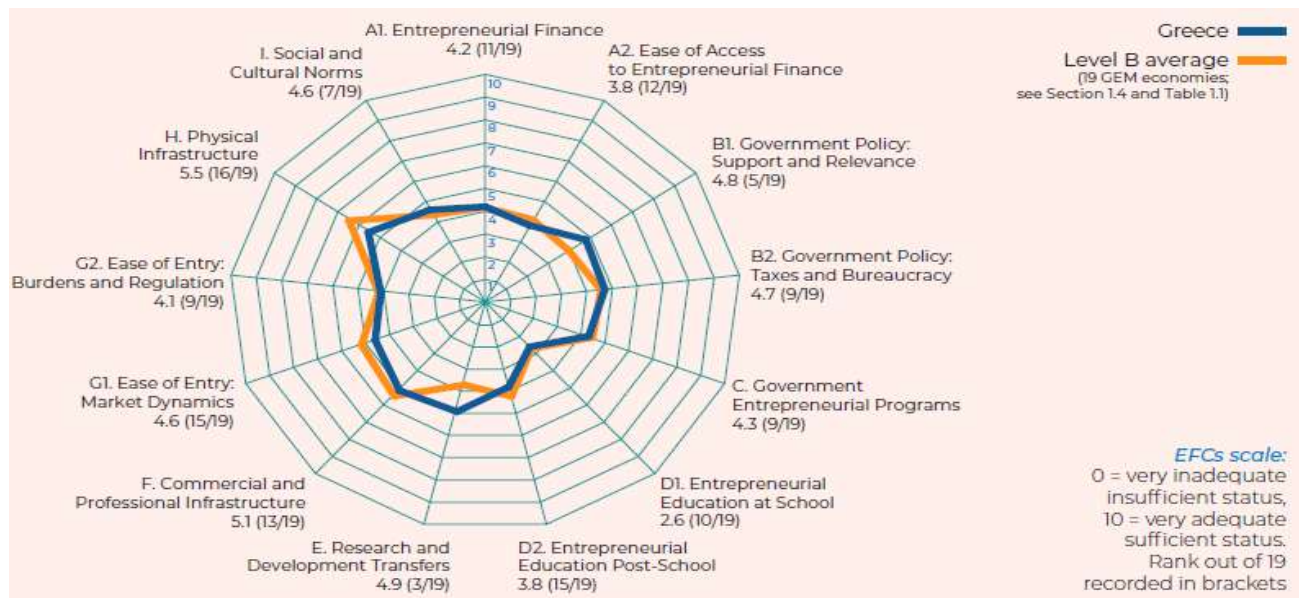 A1. Entrepreneurial Finance
4.2 (11/19)
A2. Ease of Access
to Entrepreneurial Finance
3.8 (12/19)
B1. Government Policy:
Support and Relevance
4.8 (5/19)
B2. Government Policy:
Taxes and Bureaucracy
4.7 (9/19)
C. Government
Entrepreneurial Programs
4.3 (9/19)
D1. Entrepreneurial
Education at School
2.6 (10/19)
D2. Entrepreneurial
Education Post-School
3.8 (15/19)
E. Research and
Development Transfers
4.9 (3/19)
F. Commercial and
Professional Infrastructure
5.1 (13/19)
G1. Ease of Entry:
Market Dynamics
4.6 (15/19)
G2. Ease of Entry:
Burdens and Regulation
4.1 (9/19)
H. Physical
Infrastructure
5.5 (16/19)
I. Social and
Cultural Norms
4.6 (7/19)
10
9
8
7
6
5
4
3
2
1
Greece
Level B average
(19 GEM economies;
see Section 1.4 and Table 1.1)
EFCs scale:
0 = very inadequate
insufficient status,
10 = very adequate
sufficient status.
Rank out of 19
recorded in brackets